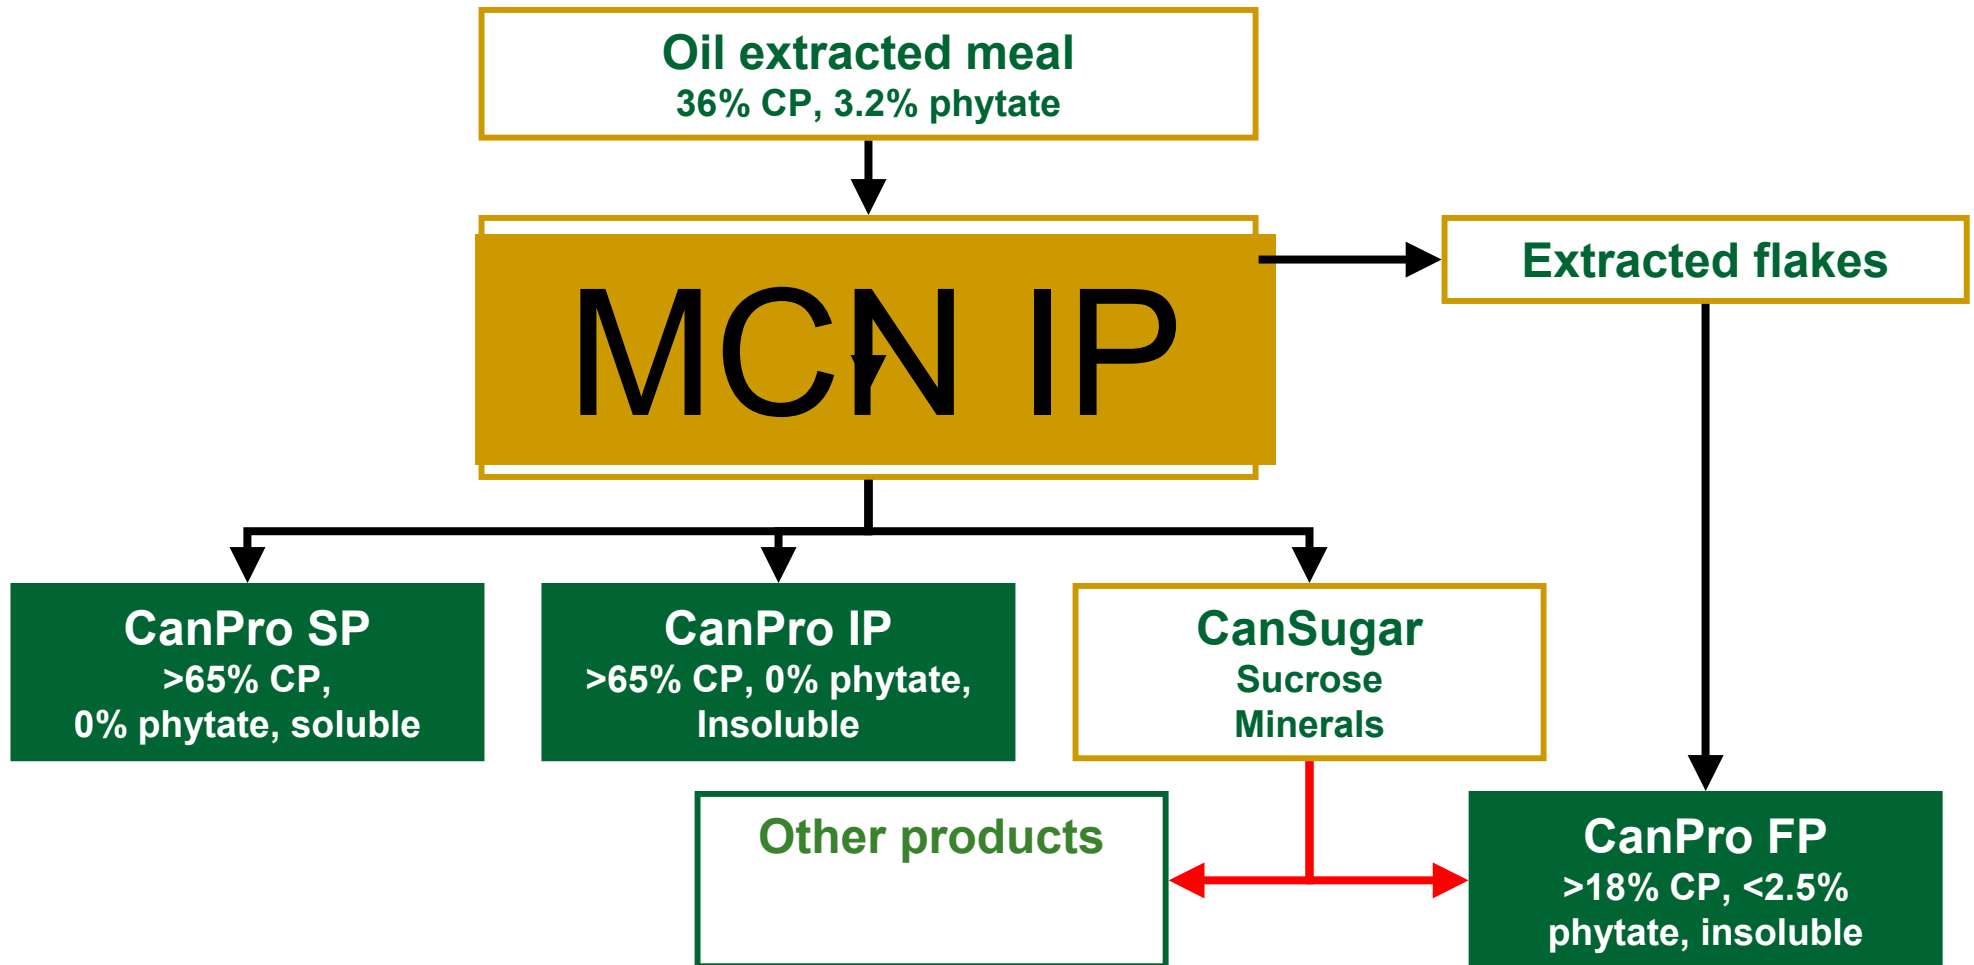 Oil extracted meal
36% CP, 3.2% phytate
MCN IP
Extracted flakes
CanPro SP
>65% CP,
0% phytate, soluble
CanPro IP
>65% CP, 0% phytate,
Insoluble
CanSugar
Sucrose
Minerals
Other products
CanPro FP
>18% CP, <2.5%
phytate, insoluble